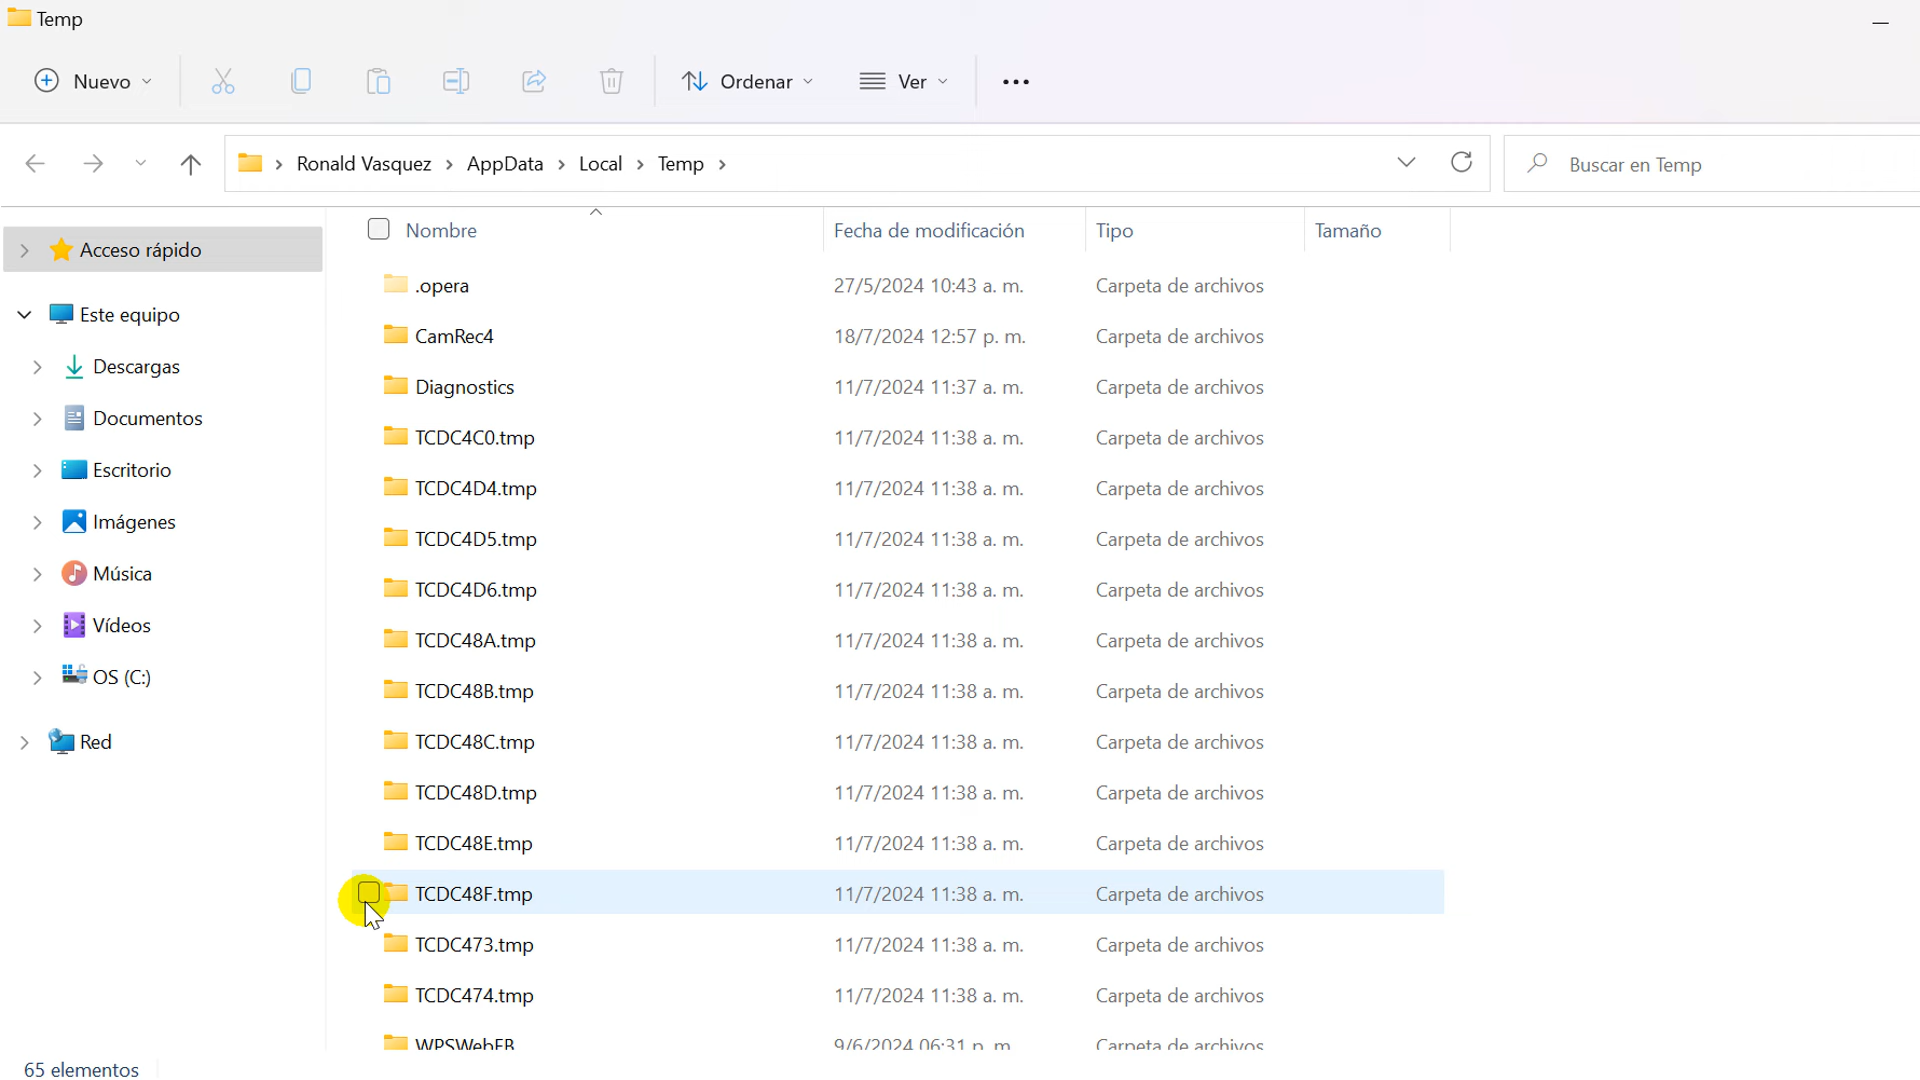 Temp
Nuevo Ordenar Ver
Ronald Vasquez AppData Local Temp Buscar en Temp
Nombre Fecha de modificación Tipo Tamaño
Acceso rápido
Este equipo
Descargas
Documentos
Escritorio
Imágenes
Música
Vídeos
OS (C:)
Red
.opera 27/5/2024 10:43 a. m. Carpeta de archivos
CamRec4 18/7/2024 12:57 p. m. Carpeta de archivos
Diagnostics 11/7/2024 11:37 a. m. Carpeta de archivos
TCDC4C0.tmp 11/7/2024 11:38 a. m. Carpeta de archivos
TCDC4D4.tmp 11/7/2024 11:38 a. m. Carpeta de archivos
TCDC4D5.tmp 11/7/2024 11:38 a. m. Carpeta de archivos
TCDC4D6.tmp 11/7/2024 11:38 a. m. Carpeta de archivos
TCDC48A.tmp 11/7/2024 11:38 a. m. Carpeta de archivos
TCDC48B.tmp 11/7/2024 11:38 a. m. Carpeta de archivos
TCDC48C.tmp 11/7/2024 11:38 a. m. Carpeta de archivos
TCDC48D.tmp 11/7/2024 11:38 a. m. Carpeta de archivos
TCDC48E.tmp 11/7/2024 11:38 a. m. Carpeta de archivos
TCDC48F.tmp 11/7/2024 11:38 a. m. Carpeta de archivos
TCDC473.tmp 11/7/2024 11:38 a. m. Carpeta de archivos
TCDC474.tmp 11/7/2024 11:38 a. m. Carpeta de archivos
WPSWebEB 9/6/2024 06:31 p. m. Carpeta de archivos
65 elementos